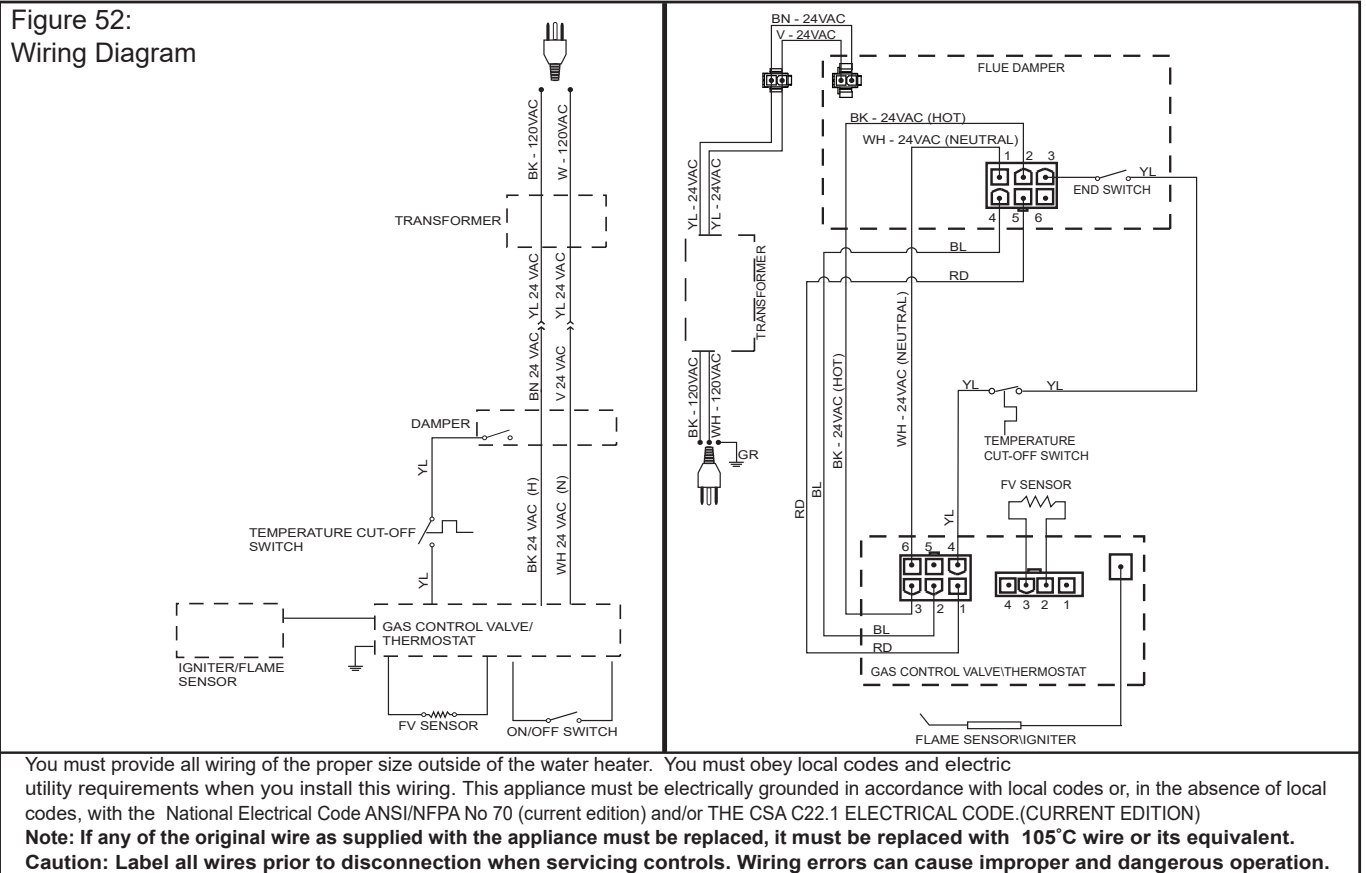 Figure 52:
Wiring Diagram
BK - 120VAC
W - 120VAC
TRANSFORMER
YL 24 VAC
YL 24 VAC
BN 24 VAC
V 24 VAC
DAMPER
YL
BK 24 VAC (H)
WH 24 VAC (N)
TEMPERATURE CUT-OFF
SWITCH
YL
GAS CONTROL VALVE/
THERMOSTAT
IGNITER/FLAME
SENSOR
FV SENSOR
ON/OFF SWITCH
BN - 24VAC
V - 24VAC
FLUE DAMPER
BK - 24VAC (HOT)
WH - 24VAC (NEUTRAL)
1 2 3
YL
END SWITCH
4 5 6
YL - 24VAC
YL - 24VAC
BL
RD
TRANSFORMER
BK - 120VAC
WH - 120VAC
GR
BK - 24VAC (HOT)
WH - 24VAC (NEUTRAL)
YL
YL
TEMPERATURE
CUT-OFF SWITCH
FV SENSOR
RD
BL
YL
6 5 4
3 2 1
4 3 2 1
BL
RD
GAS CONTROL VALVE\THERMOSTAT
FLAME SENSOR\IGNITER
You must provide all wiring of the proper size outside of the water heater. You must obey local codes and electric
utility requirements when you install this wiring. This appliance must be electrically grounded in accordance with local codes or, in the absence of local
codes, with the National Electrical Code ANSI/NFPA No 70 (current edition) and/or THE CSA C22.1 ELECTRICAL CODE.(CURRENT EDITION)
Note: If any of the original wire as supplied with the appliance must be replaced, it must be replaced with 105˚C wire or its equivalent.
Caution: Label all wires prior to disconnection when servicing controls. Wiring errors can cause improper and dangerous operation.